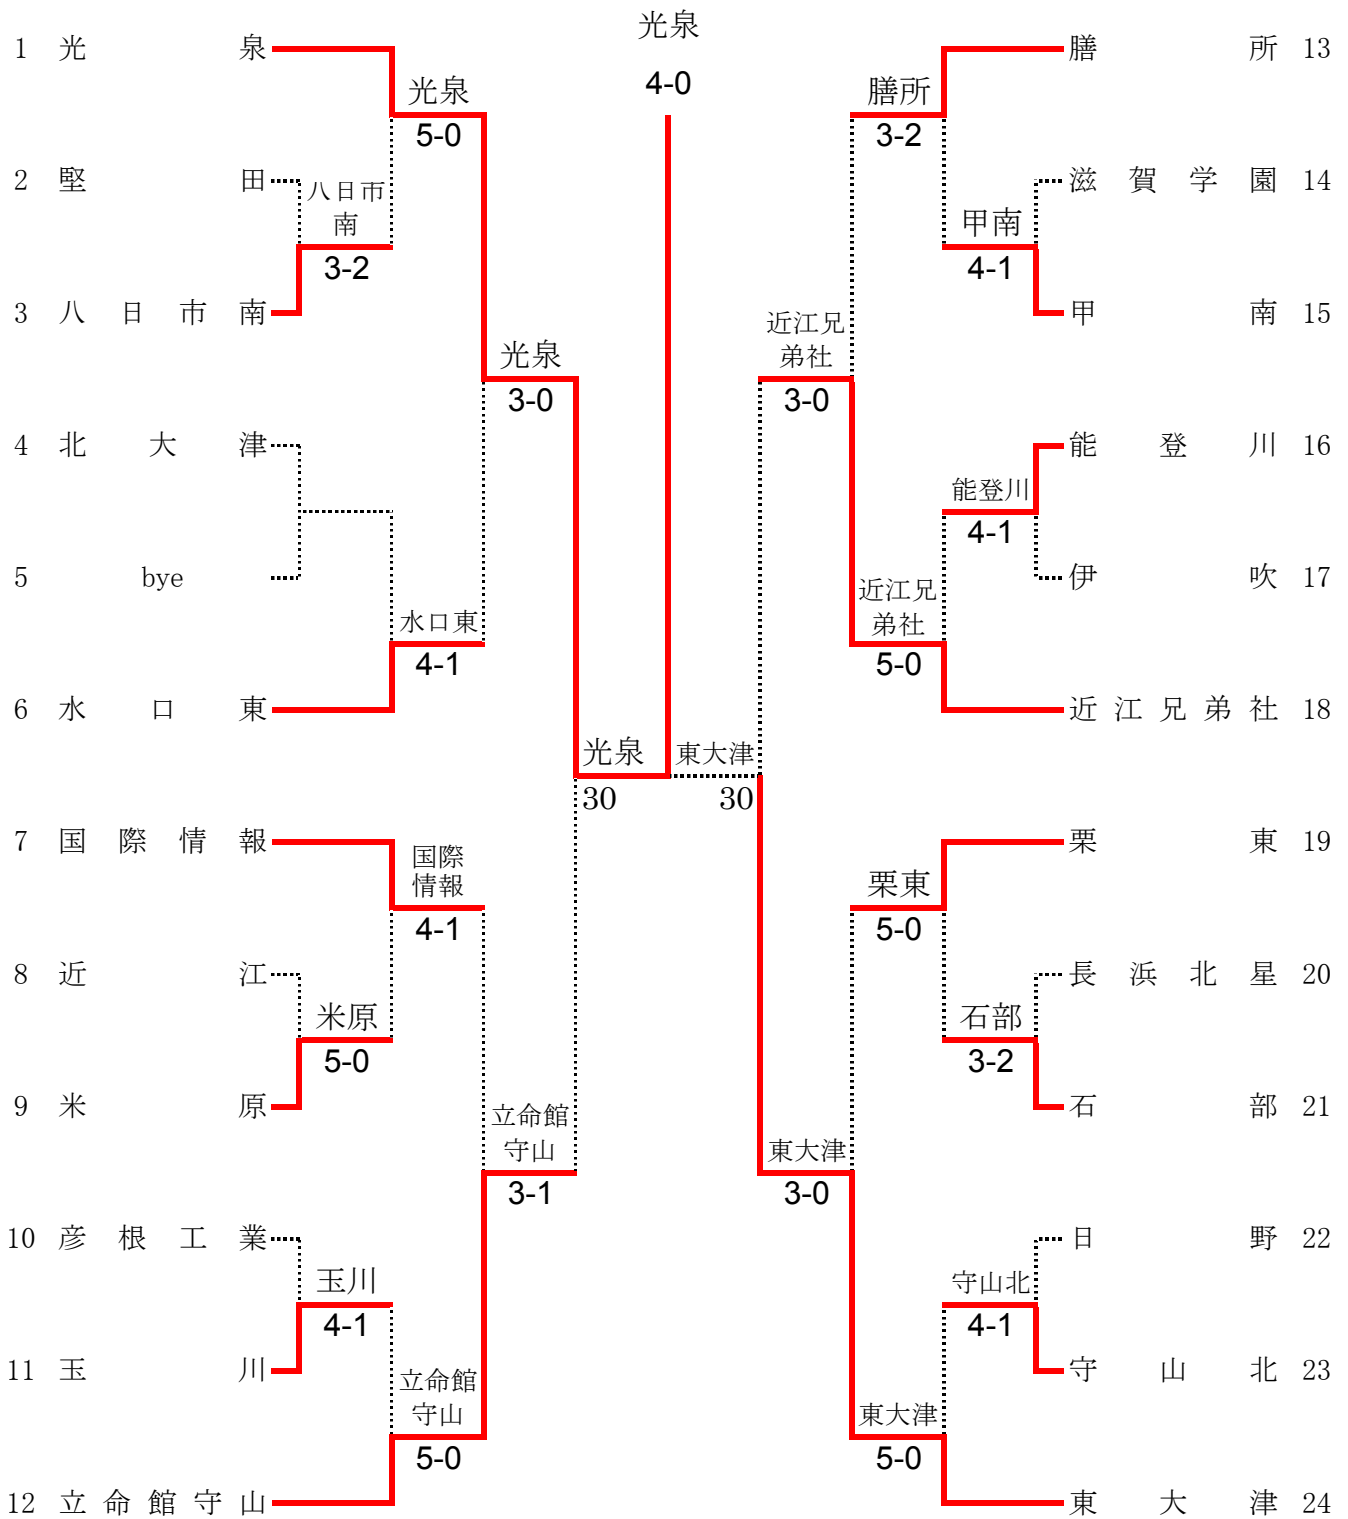 光泉
4-0
1 光泉
光泉
5-0
2 堅田
八日市
南
3-2
3 八日市南
光泉
3-0
4 北大津
5 bye
水口東
4-1
6 水口東
光泉
30
7 国際情報
国際
情報
4-1
8 近江
米原
5-0
9 米原
立命館
守山
3-1
10 彦根工業
玉川
4-1
11 玉川
立命館
守山
5-0
12 立命館守山
膳所 13
膳所
3-2
滋賀学園 14
甲南
4-1
甲南 15
近江兄
弟社
3-0
能登川 16
能登川
4-1
伊吹 17
近江兄
弟社
5-0
近江兄弟社 18
東大津
30
栗東 19
栗東
5-0
長浜北星 20
石部
3-2
石部 21
東大津
3-0
日野 22
守山北
4-1
守山北 23
東大津
5-0
東大津 24